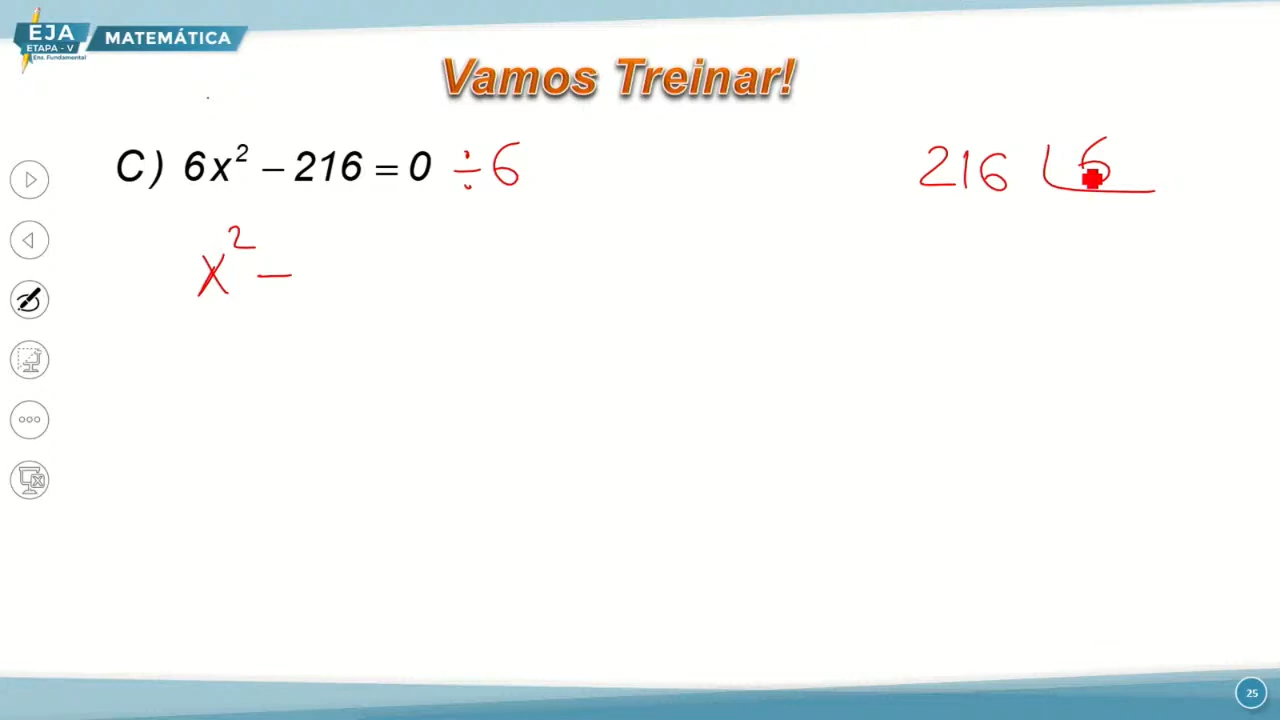 EJA
ETAPA - V
Ens. Fundamental
MATEMÁTICA
Vamos Treinar!
C) 6x² – 216 = 0 ÷6
216 6
x² –
25